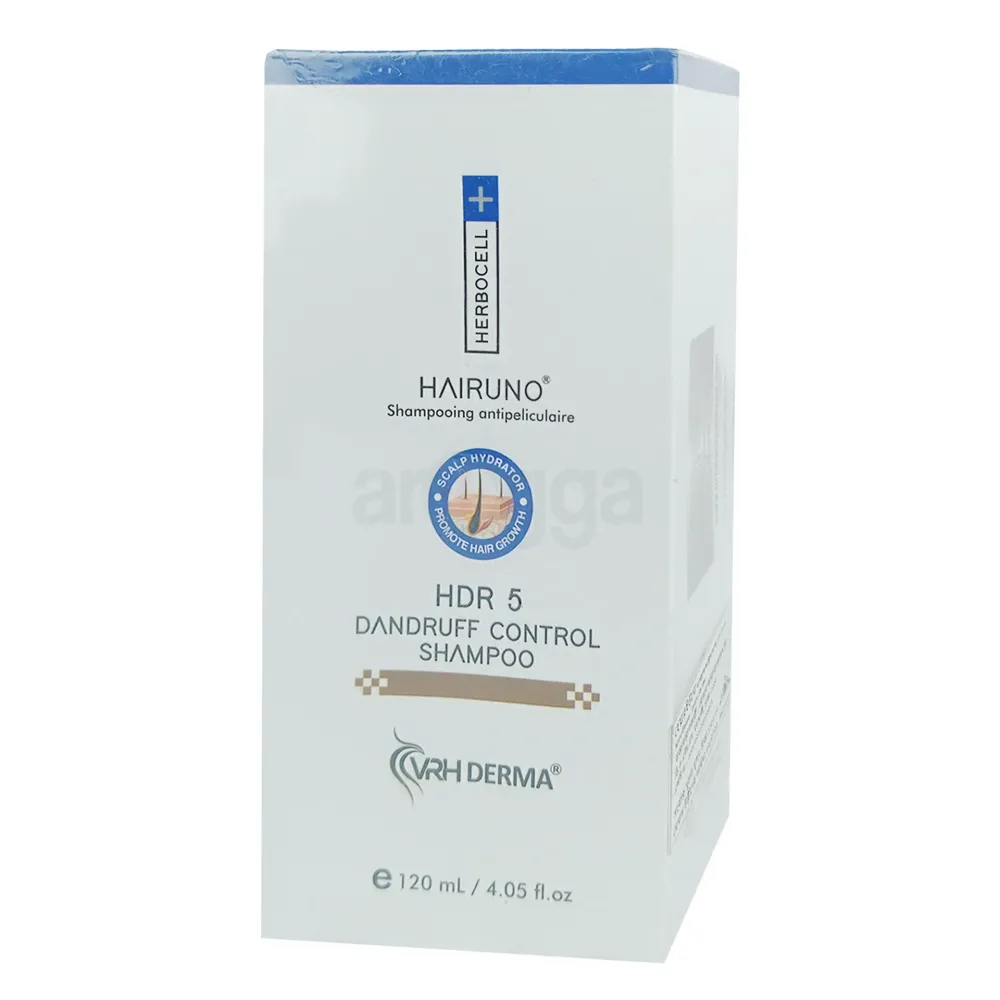 +
HERBOCELL
HAIRUNO®
Shampooing antipeliculaire
SCALP HYDRATOR
• PROMOTE HAIR GROWTH •
HDR 5
DANDRUFF CONTROL
SHAMPOO
VRH DERMA®
e 120 mL / 4.05 fl.oz